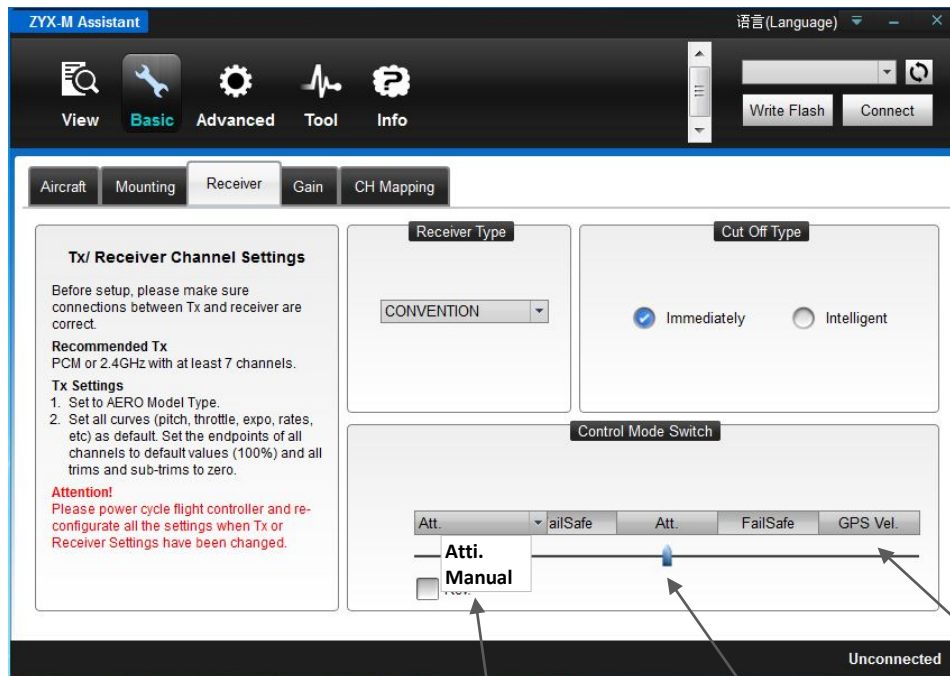 ZYX-M Assistant
语言(Language)
View
Basic
Advanced
Tool
Info
Write Flash
Connect
Aircraft
Mounting
Receiver
Gain
CH Mapping
Tx/ Receiver Channel Settings
Before setup, please make sure
connections between Tx and receiver are
correct.
Recommended Tx
PCM or 2.4GHz with at least 7 channels.
Tx Settings
1. Set to AERO Model Type.
2. Set all curves (pitch, throttle, expo, rates,
etc) as default. Set the endpoints of all
channels to default values (100%) and all
trims and sub-trims to zero.
Attention!
Please power cycle flight controller and re-
configurate all the settings when Tx or
Receiver Settings have been changed.
Receiver Type
CONVENTION
Cut Off Type
Immediately
Intelligent
Control Mode Switch
Att.
ailSafe
Att.
FailSafe
GPS Vel.
Atti.
Manual
Unconnected